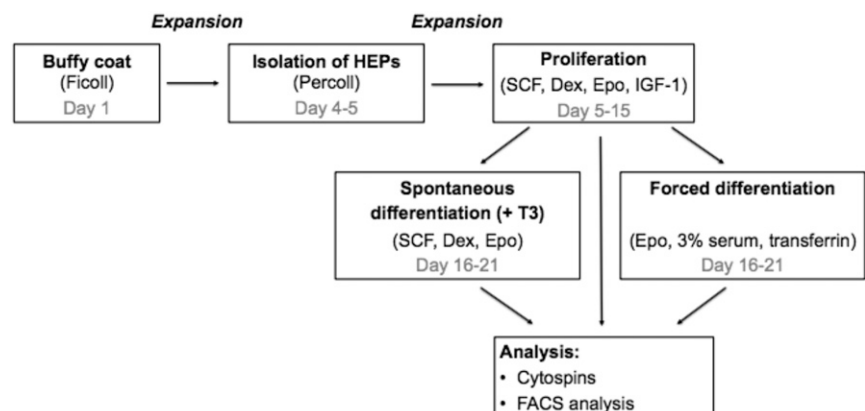 Expansion
Expansion
Buffy coat
(Ficoll)
Day 1
Isolation of HEPs
(Percoll)
Day 4-5
Proliferation
(SCF, Dex, Epo, IGF-1)
Day 5-15
Spontaneous
differentiation (+ T3)
(SCF, Dex, Epo)
Day 16-21
Forced differentiation
(Epo, 3% serum, transferrin)
Day 16-21
Analysis:
• Cytospins
• FACS analysis